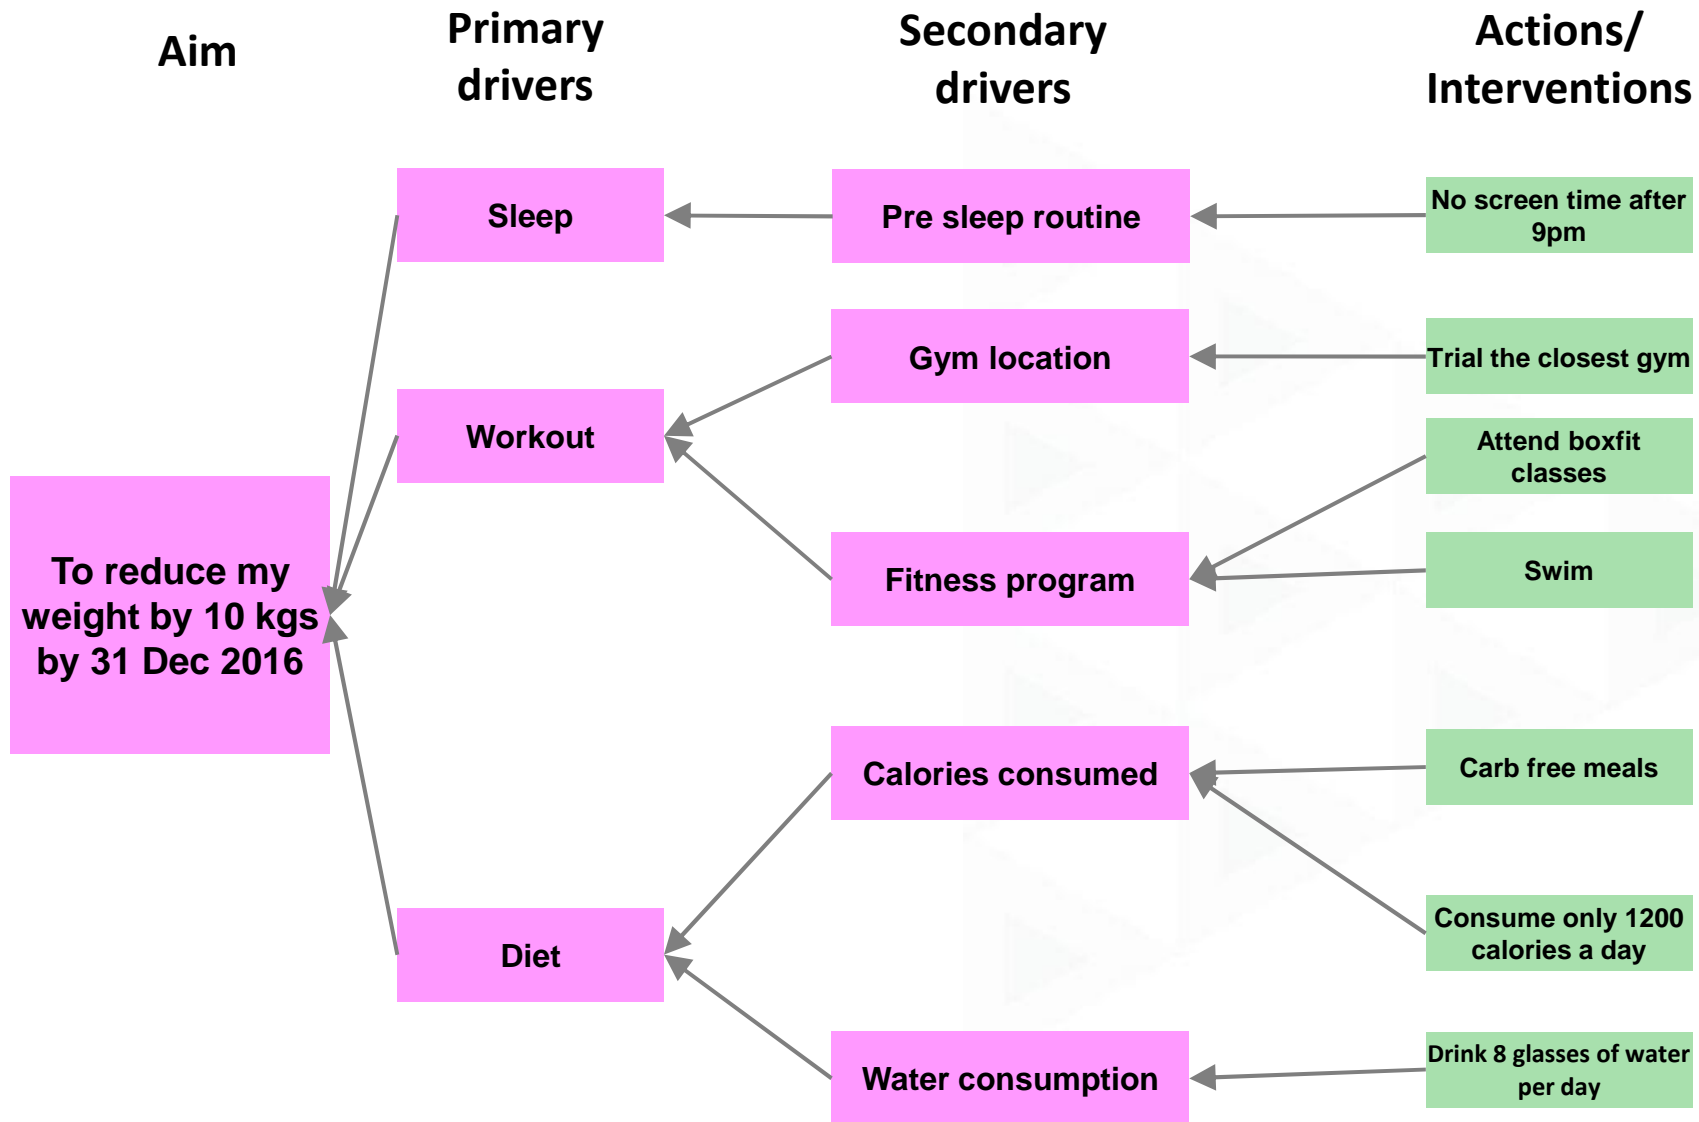 Aim
Primary
drivers
Secondary
drivers
Actions/
Interventions
Sleep
Pre sleep routine
No screen time after
9pm
Gym location
Trial the closest gym
Workout
Attend boxfit
classes
Fitness program
Swim
To reduce my
weight by 10 kgs
by 31 Dec 2016
Calories consumed
Carb free meals
Consume only 1200
calories a day
Diet
Water consumption
Drink 8 glasses of water
per day